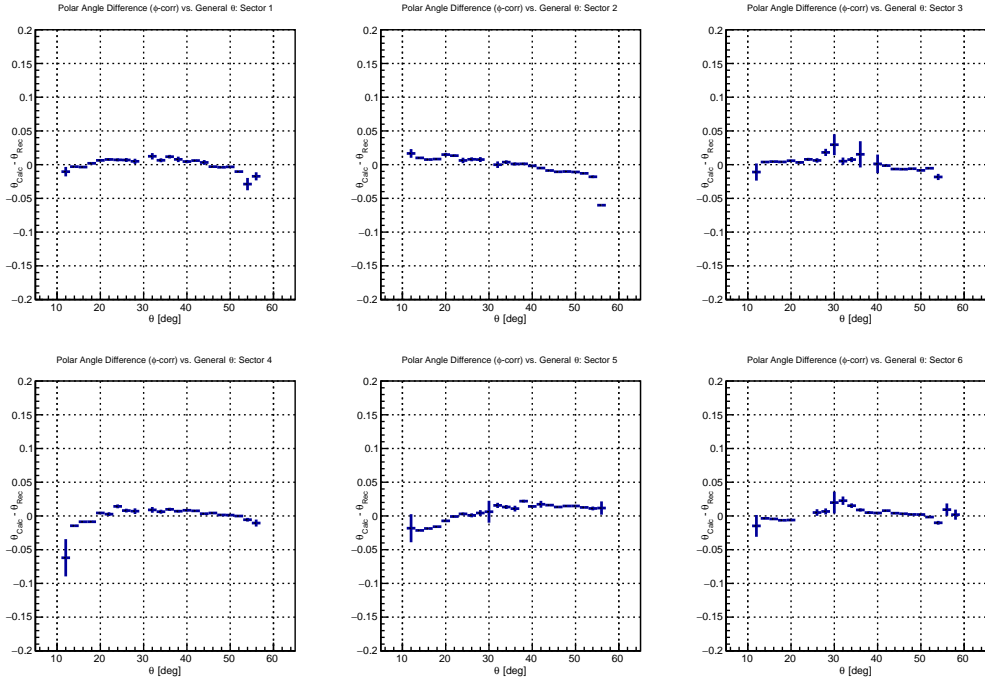 Polar Angle Difference (ϕ-corr) vs. General θ: Sector 1
0.2
0.15
0.1
0.05
0
−0.05
−0.1
−0.15
−0.2
θCalc - θRec
10 20 30 40 50 60
θ [deg]
Polar Angle Difference (ϕ-corr) vs. General θ: Sector 2
0.2
0.15
0.1
0.05
0
−0.05
−0.1
−0.15
−0.2
θCalc - θRec
10 20 30 40 50 60
θ [deg]
Polar Angle Difference (ϕ-corr) vs. General θ: Sector 3
0.2
0.15
0.1
0.05
0
−0.05
−0.1
−0.15
−0.2
θCalc - θRec
10 20 30 40 50 60
θ [deg]
Polar Angle Difference (ϕ-corr) vs. General θ: Sector 4
0.2
0.15
0.1
0.05
0
−0.05
−0.1
−0.15
−0.2
θCalc - θRec
10 20 30 40 50 60
θ [deg]
Polar Angle Difference (ϕ-corr) vs. General θ: Sector 5
0.2
0.15
0.1
0.05
0
−0.05
−0.1
−0.15
−0.2
θCalc - θRec
10 20 30 40 50 60
θ [deg]
Polar Angle Difference (ϕ-corr) vs. General θ: Sector 6
0.2
0.15
0.1
0.05
0
−0.05
−0.1
−0.15
−0.2
θCalc - θRec
10 20 30 40 50 60
θ [deg]